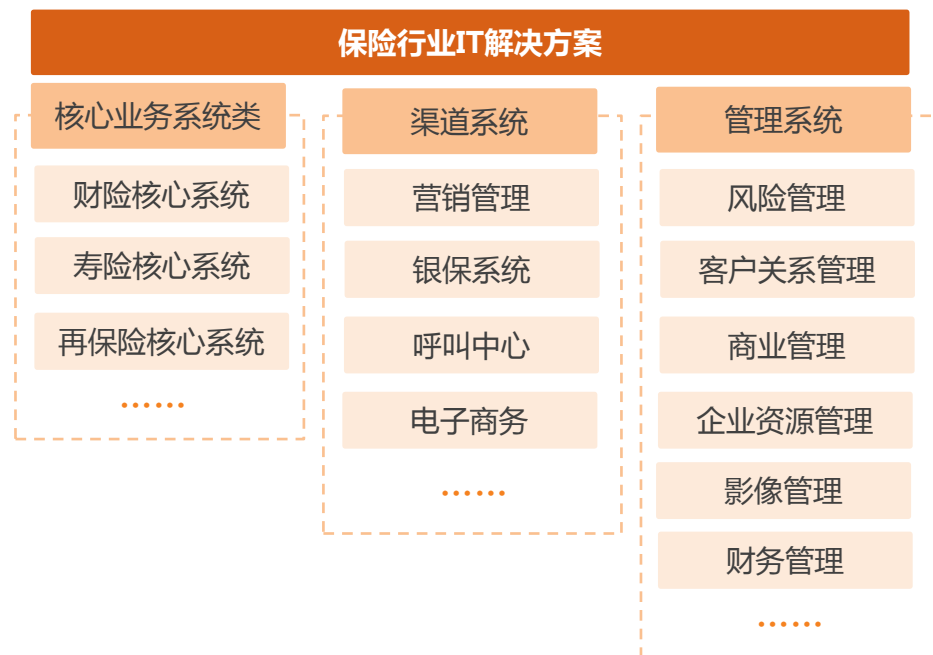 保险行业IT解决方案
核心业务系统类
财险核心系统
寿险核心系统
再保险核心系统
……
渠道系统
营销管理
银保系统
呼叫中心
电子商务
……
管理系统
风险管理
客户关系管理
商业管理
企业资源管理
影像管理
财务管理
……